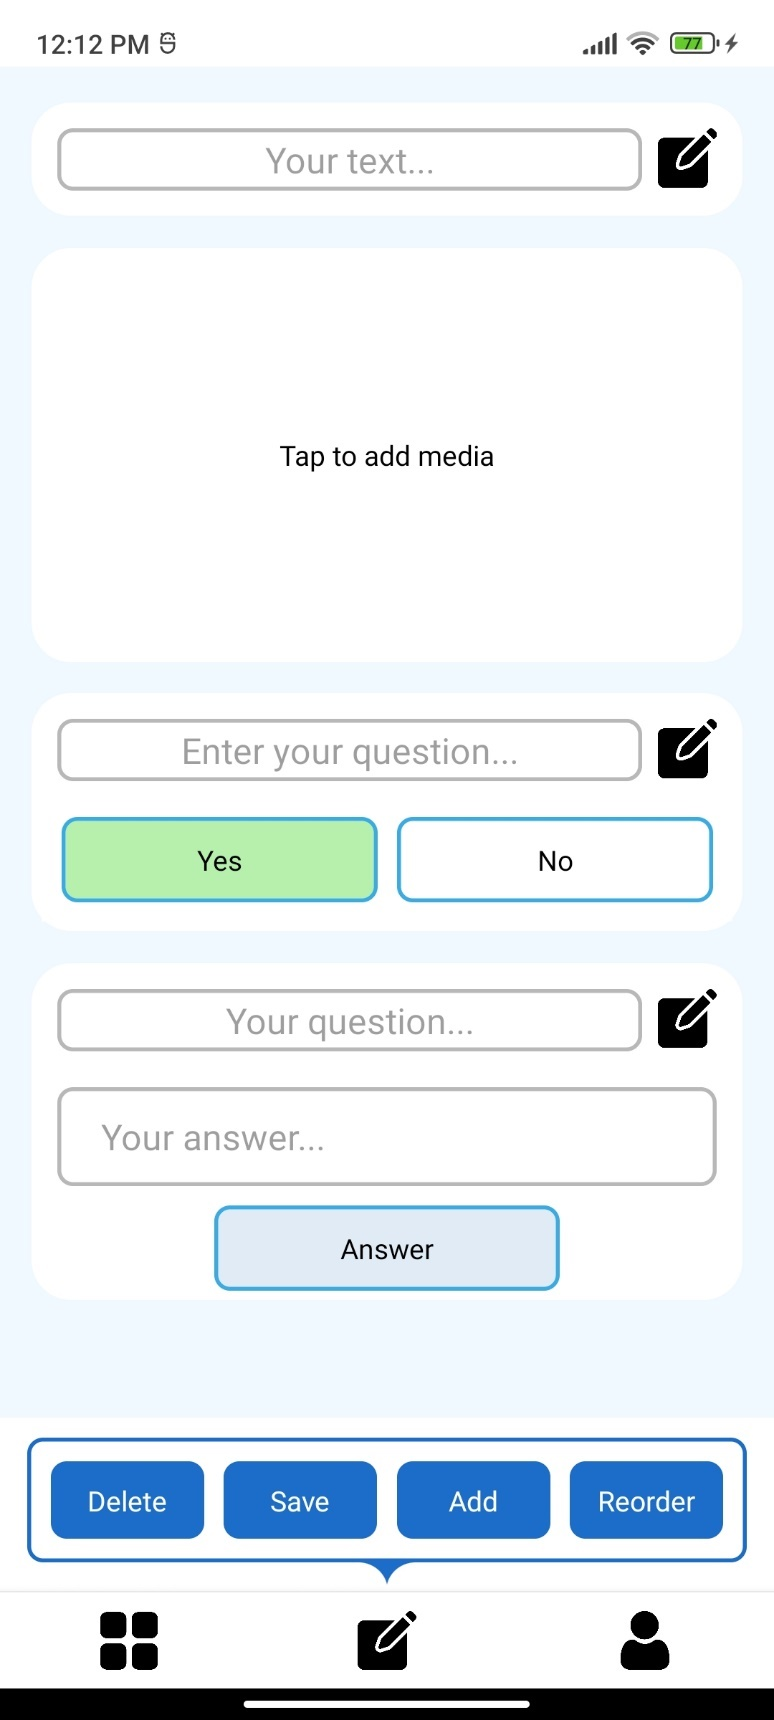 12:12 PM
77
Your text...
Tap to add media
Enter your question...
Yes No
Your question...
Your answer...
Answer
Delete Save Add Reorder